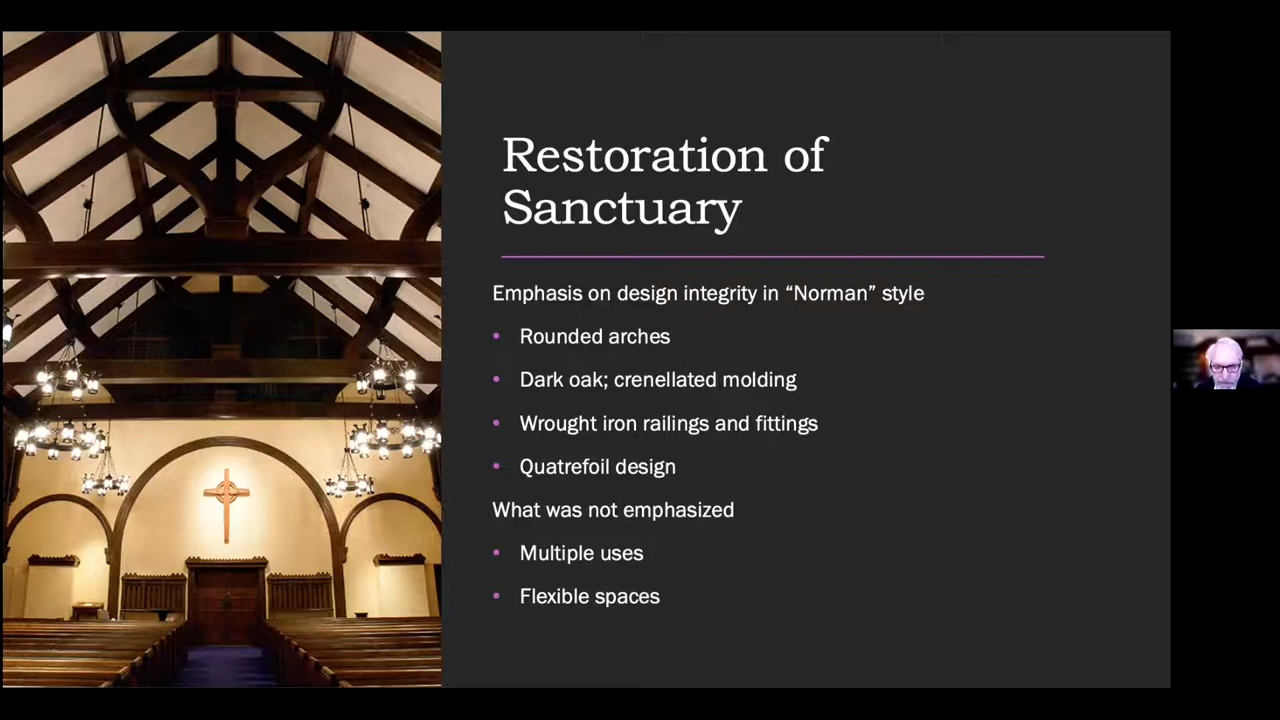 Restoration of
Sanctuary
Emphasis on design integrity in “Norman” style
• Rounded arches
• Dark oak; crenellated molding
• Wrought iron railings and fittings
• Quatrefoil design
What was not emphasized
• Multiple uses
• Flexible spaces